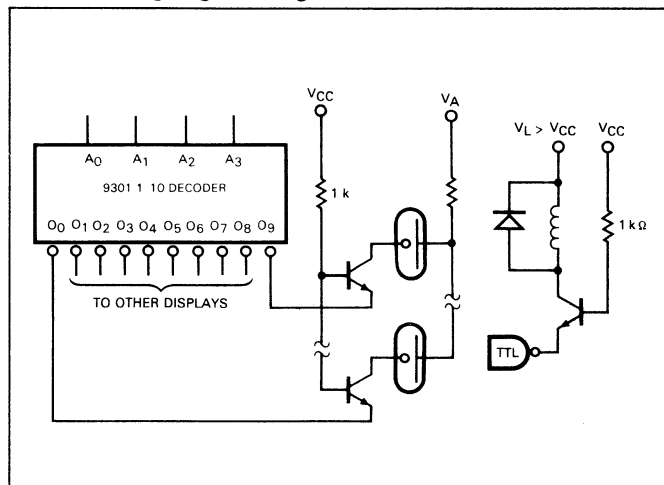 VCC
VA
VL > VCC
VCC
A0 A1 A2 A3
9301 1 10 DECODER
O0 O1 O2 O3 O4 O5 O6 O7 O8 O9
1 k
1 kΩ
TO OTHER DISPLAYS
TTL